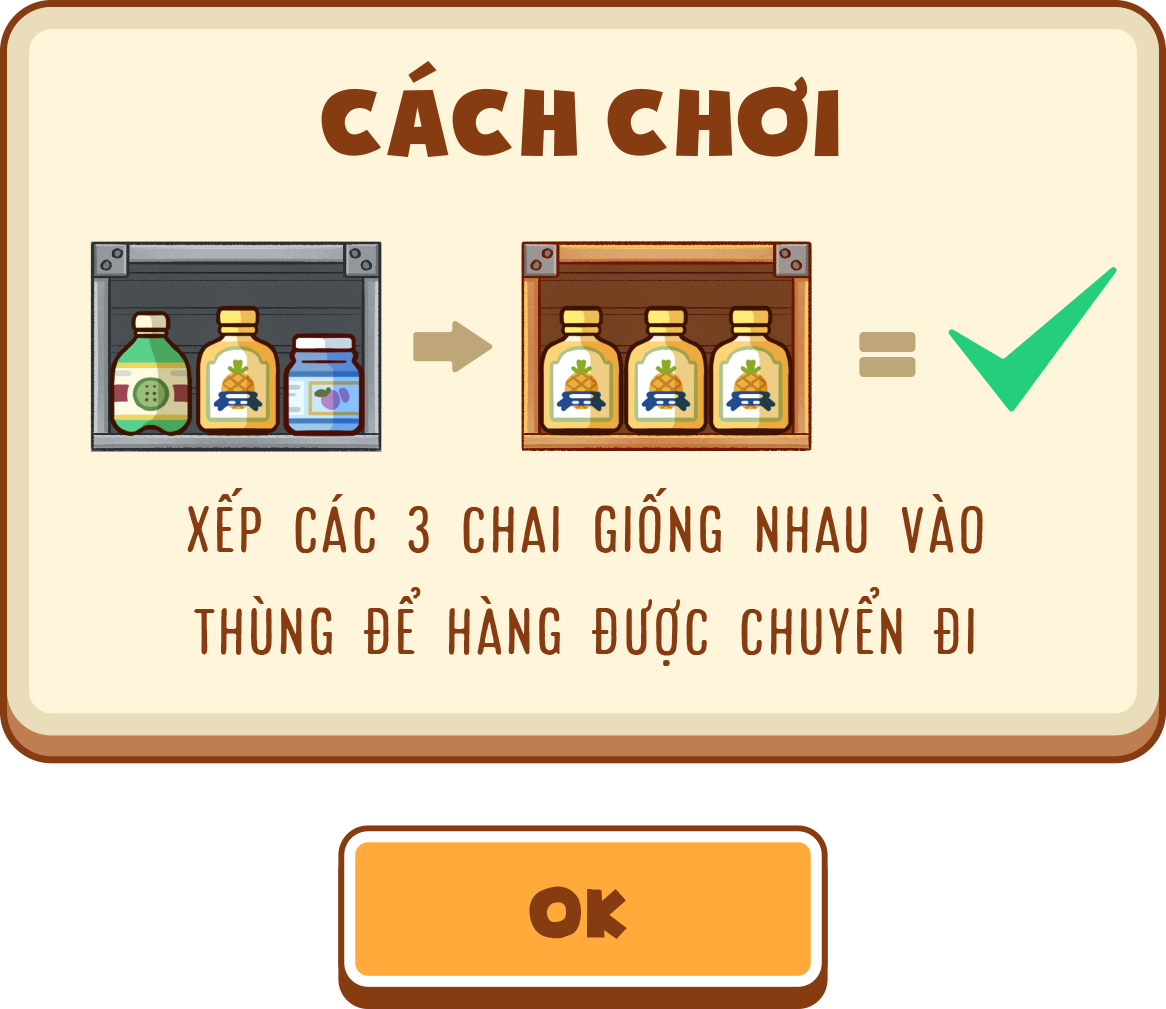 CÁCH CHƠI
XẾP CÁC 3 CHAI GIỐNG NHAU VÀO
THÙNG ĐỂ HÀNG ĐƯỢC CHUYỂN ĐI
OK